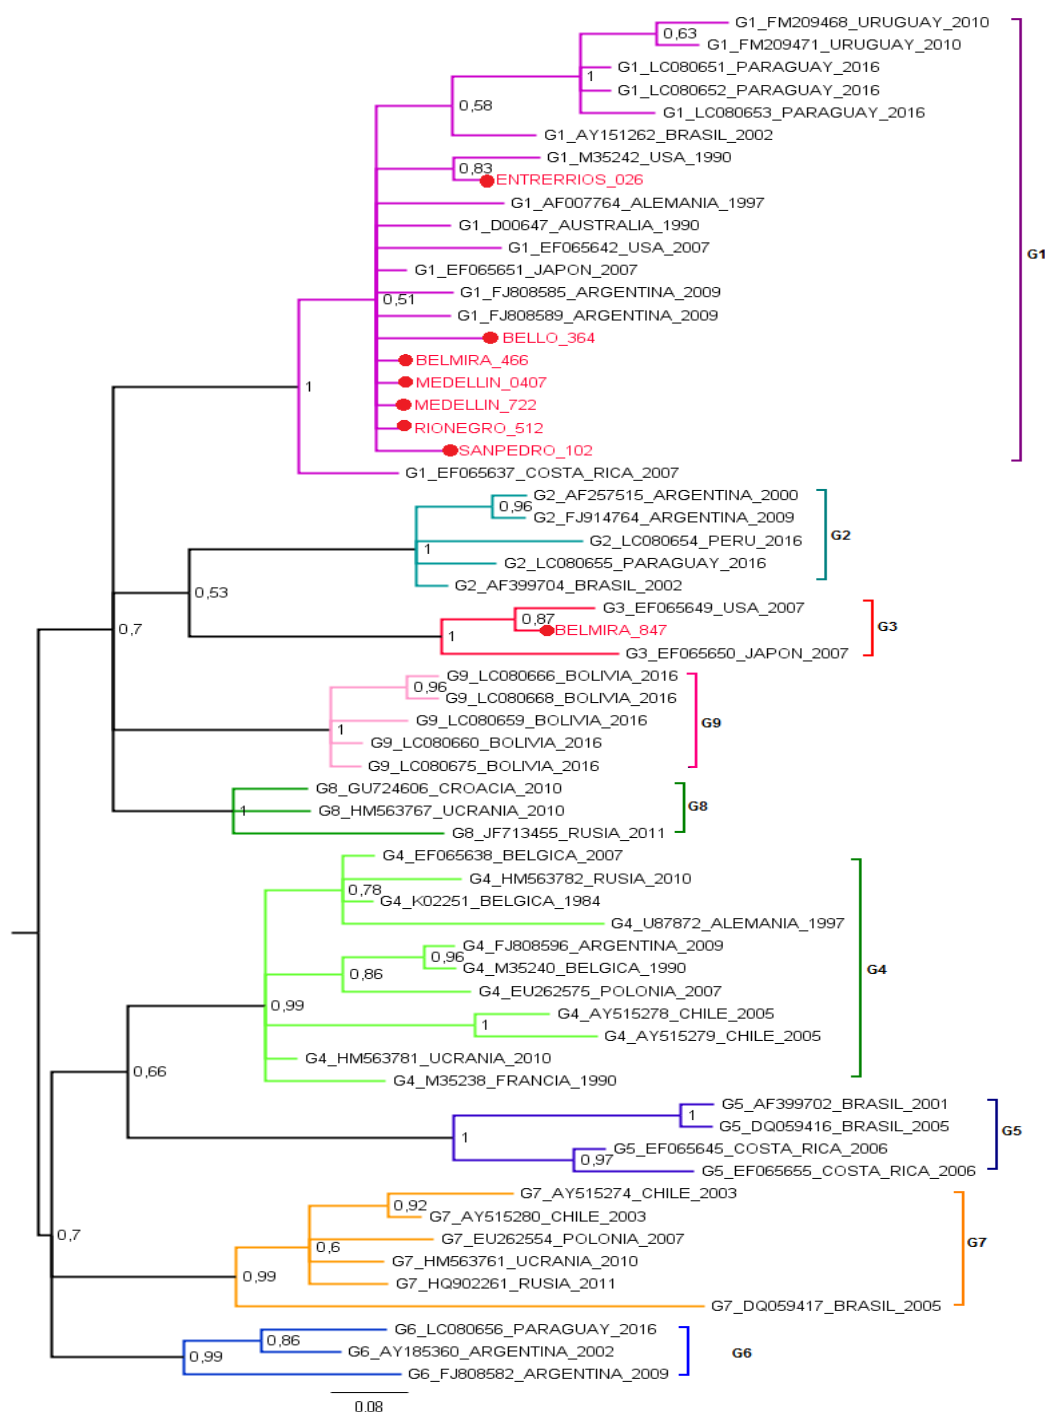 G1_FM209468_URUGUAY_2010
0,63
G1_FM209471_URUGUAY_2010
G1_LC080651_PARAGUAY_2016
1
G1_LC080652_PARAGUAY_2016
0,58
G1_LC080653_PARAGUAY_2016
G1_AY151262_BRASIL_2002
G1_M35242_USA_1990
0,83
ENTRERRIOS_026
G1_AF007764_ALEMANIA_1997
G1_D00647_AUSTRALIA_1990
G1_EF065642_USA_2007
G1
G1_EF065651_JAPON_2007
G1_FJ808585_ARGENTINA_2009
0,51
G1_FJ808589_ARGENTINA_2009
BELLO_364
BELMIRA_466
MEDELLIN_0407
1
MEDELLIN_722
RIONEGRO_512
SANPEDRO_102
G1_EF065637_COSTA_RICA_2007
G2_AF257515_ARGENTINA_2000
0,96
G2_FJ914764_ARGENTINA_2009
G2
G2_LC080654_PERU_2016
1
G2_LC080655_PARAGUAY_2016
G2_AF399704_BRASIL_2002
0,53
G3_EF065649_USA_2007
0,87
BELMIRA_847
G3
0,7
1
G3_EF065650_JAPON_2007
G9_LC080666_BOLIVIA_2016
0,96
G9_LC080668_BOLIVIA_2016
G9_LC080659_BOLIVIA_2016
G9
1
G9_LC080660_BOLIVIA_2016
G9_LC080675_BOLIVIA_2016
G8_GU724606_CROACIA_2010
G8
1
G8_HM563767_UCRANIA_2010
G8_JF713455_RUSIA_2011
G4_EF065638_BELGICA_2007
G4_HM563782_RUSIA_2010
0,78
G4_K02251_BELGICA_1984
G4_U87872_ALEMANIA_1997
G4_FJ808596_ARGENTINA_2009
0,96
G4_M35240_BELGICA_1990
G4
0,86
G4_EU262575_POLONIA_2007
0,99
G4_AY515278_CHILE_2005
1
G4_AY515279_CHILE_2005
G4_HM563781_UCRANIA_2010
0,66
G4_M35238_FRANCIA_1990
G5_AF399702_BRASIL_2001
1
G5_DQ059416_BRASIL_2005
G5
1
G5_EF065645_COSTA_RICA_2006
0,97
G5_EF065655_COSTA_RICA_2006
G7_AY515274_CHILE_2003
0,92
G7_AY515280_CHILE_2003
0,7
G7_EU262554_POLONIA_2007
G7
0,6
G7_HM563761_UCRANIA_2010
0,99
G7_HQ902261_RUSIA_2011
G7_DQ059417_BRASIL_2005
G6_LC080656_PARAGUAY_2016
0,86
G6_AY185360_ARGENTINA_2002
G6
0,99
G6_FJ808582_ARGENTINA_2009
0.08